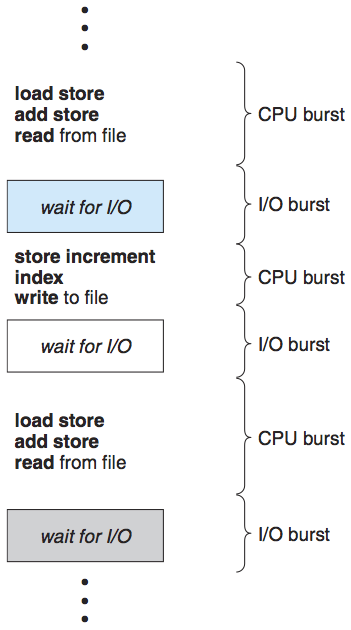 load store
add store
read from file
CPU burst
wait for I/O
I/O burst
store increment
index
write to file
CPU burst
wait for I/O
I/O burst
load store
add store
read from file
CPU burst
wait for I/O
I/O burst